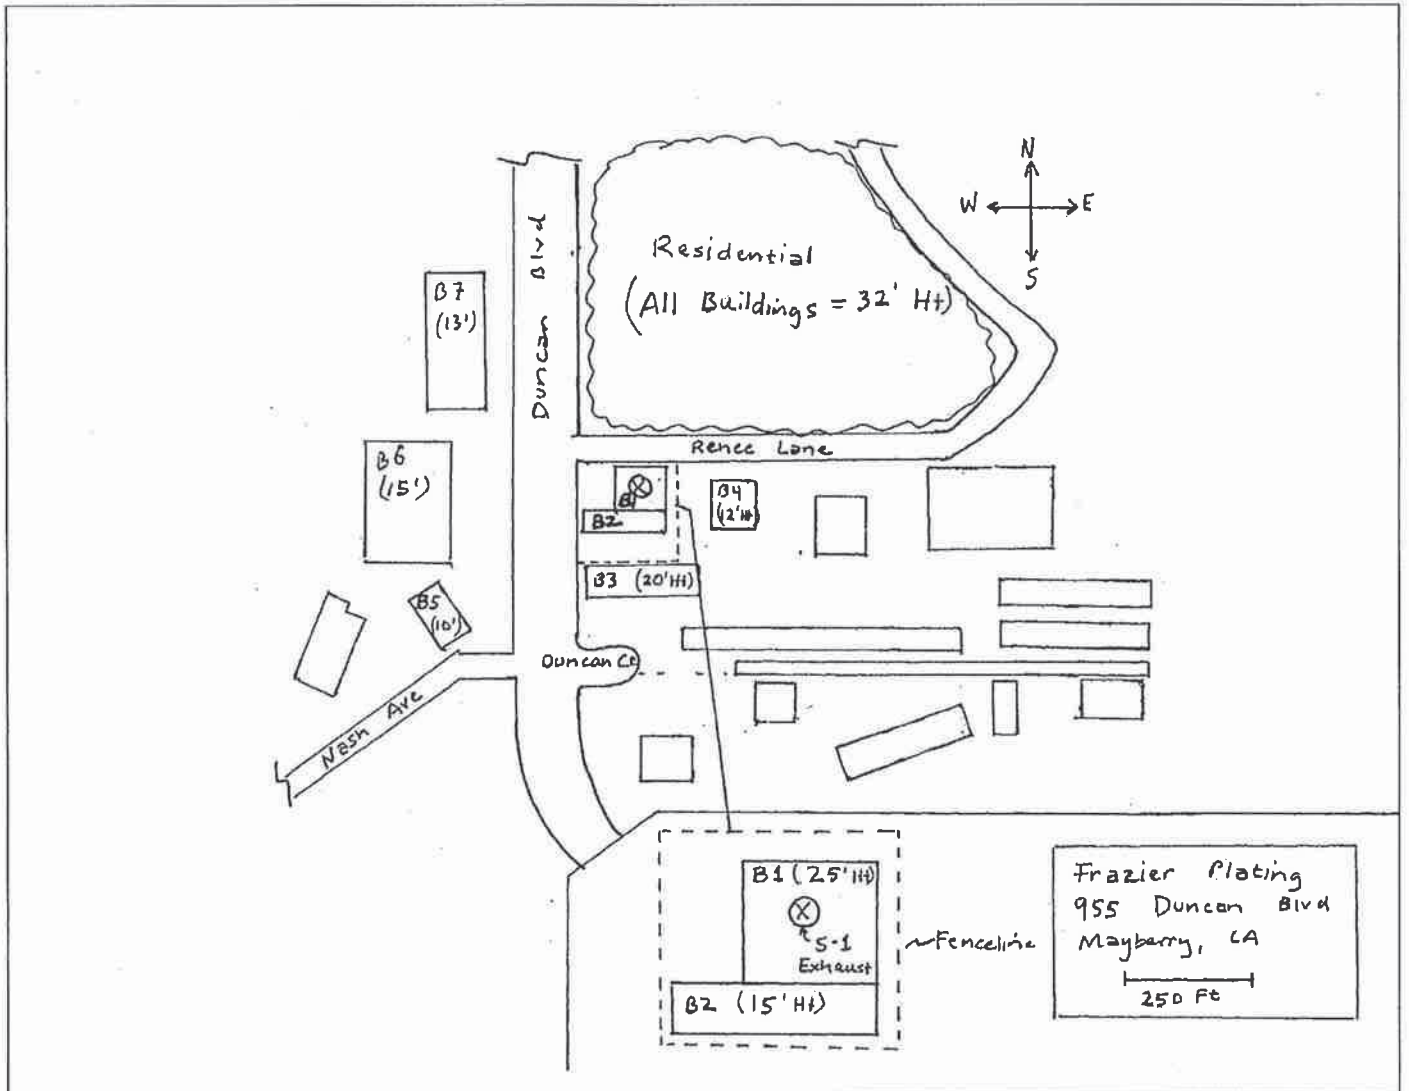 N
W E
S
Duncan Blvd
Residential
(All Buildings = 32' Ht)
B7
(13')
Renee Lane
B6
(15')
B1
B2
B4
(12'Ht)
B3 (20'Ht)
B5
(10')
Duncan Ct
Nash Ave
B1 (25'Ht)
S-1
Exhaust
B2 (15'Ht)
Fenceline
Frazier Plating
955 Duncan Blvd
Mayberry, CA
250 Ft